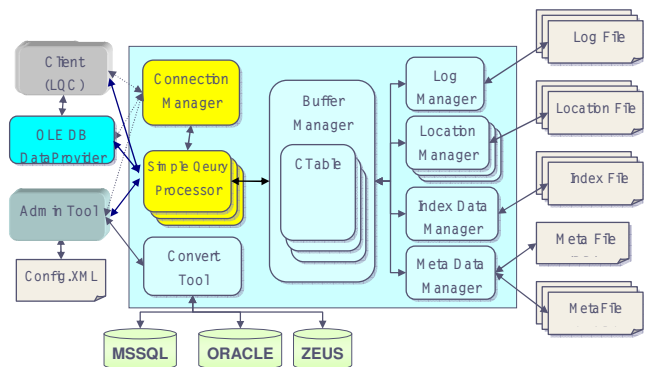 Client
(LQC)
OLE DB
DataProvider
Admin Tool
Config.XML
Connection
Manager
Simple Qeury
Processor
Convert
Tool
Buffer
Manager
CTable
Log
Manager
Location
Manager
Index Data
Manager
Meta Data
Manager
Log File
Location File
Index File
Meta File
MetaFile
MSSQL
ORACLE
ZEUS